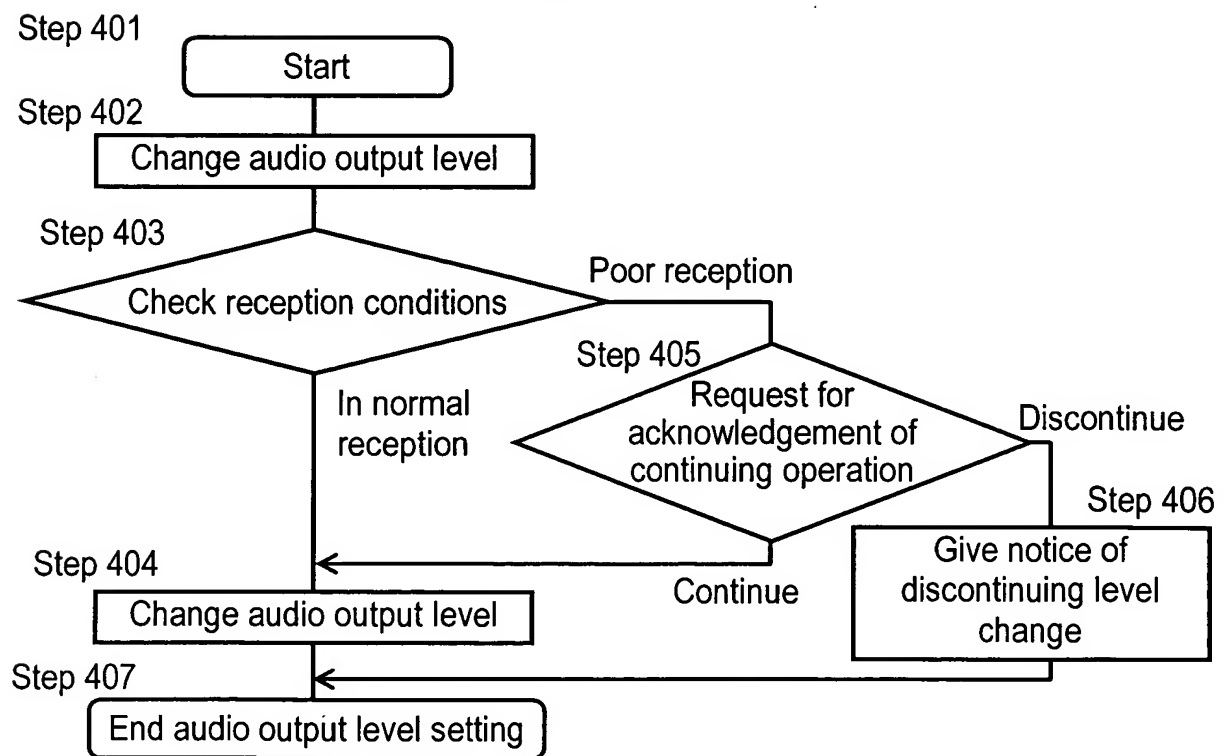 Step 401
Start
Step 402
Change audio output level
Step 403
Check reception conditions
Poor reception
In normal
reception
Step 405
Request for
acknowledgement of
continuing operation
Discontinue
Continue
Step 406
Give notice of
discontinuing level
change
Step 404
Change audio output level
Step 407
End audio output level setting